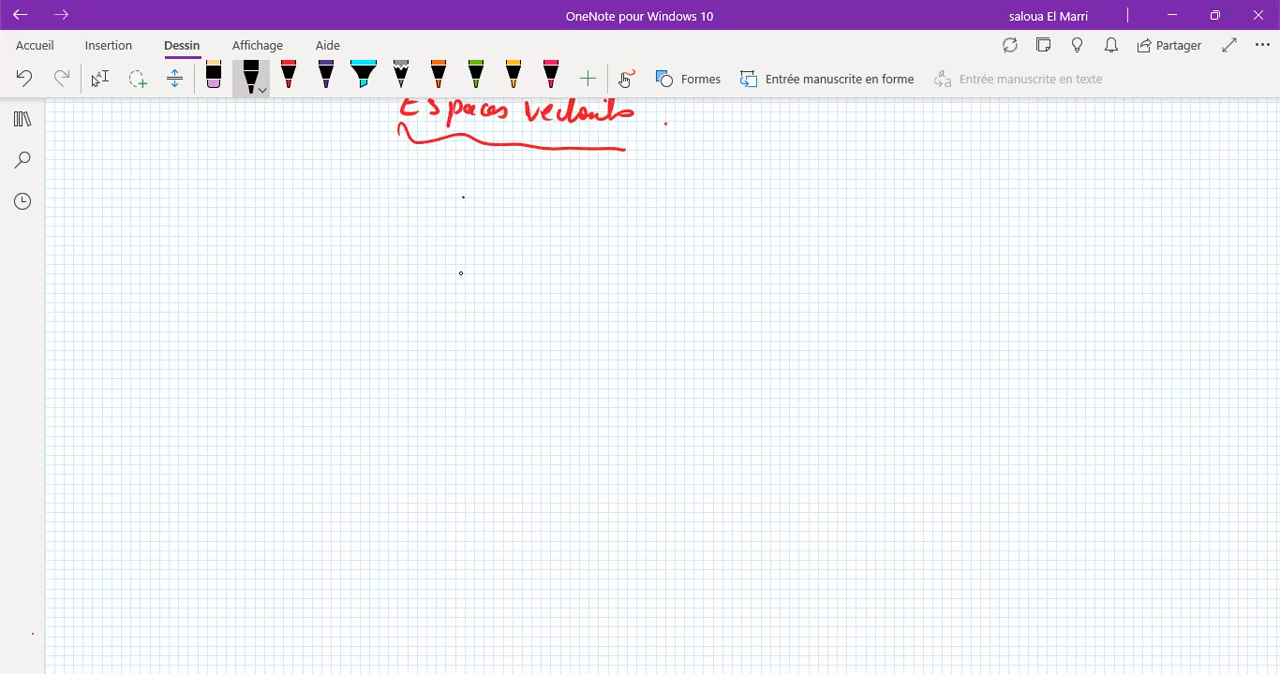 OneNote pour Windows 10
saloua El Marri
Accueil Insertion Dessin Affichage Aide
Partager
Formes
Entrée manuscrite en forme
Entrée manuscrite en texte
Espaces Vectoriels